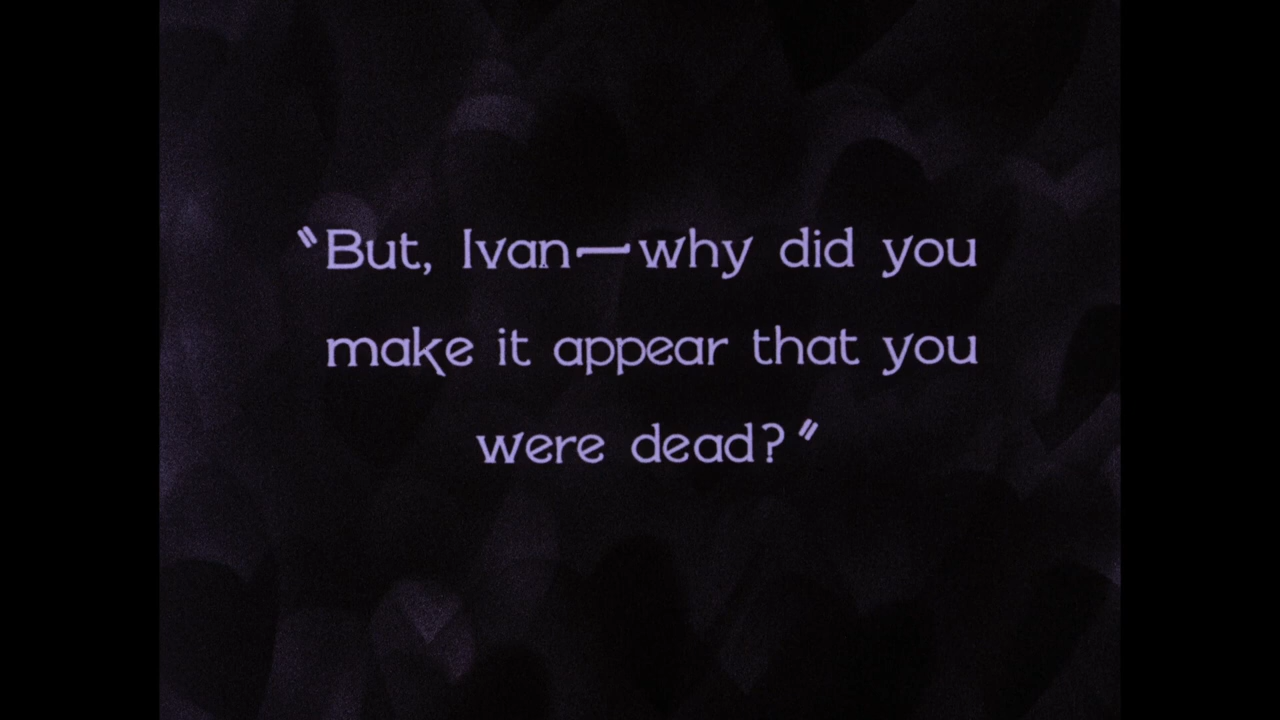 "But, Ivan—why did you
make it appear that you
were dead?"